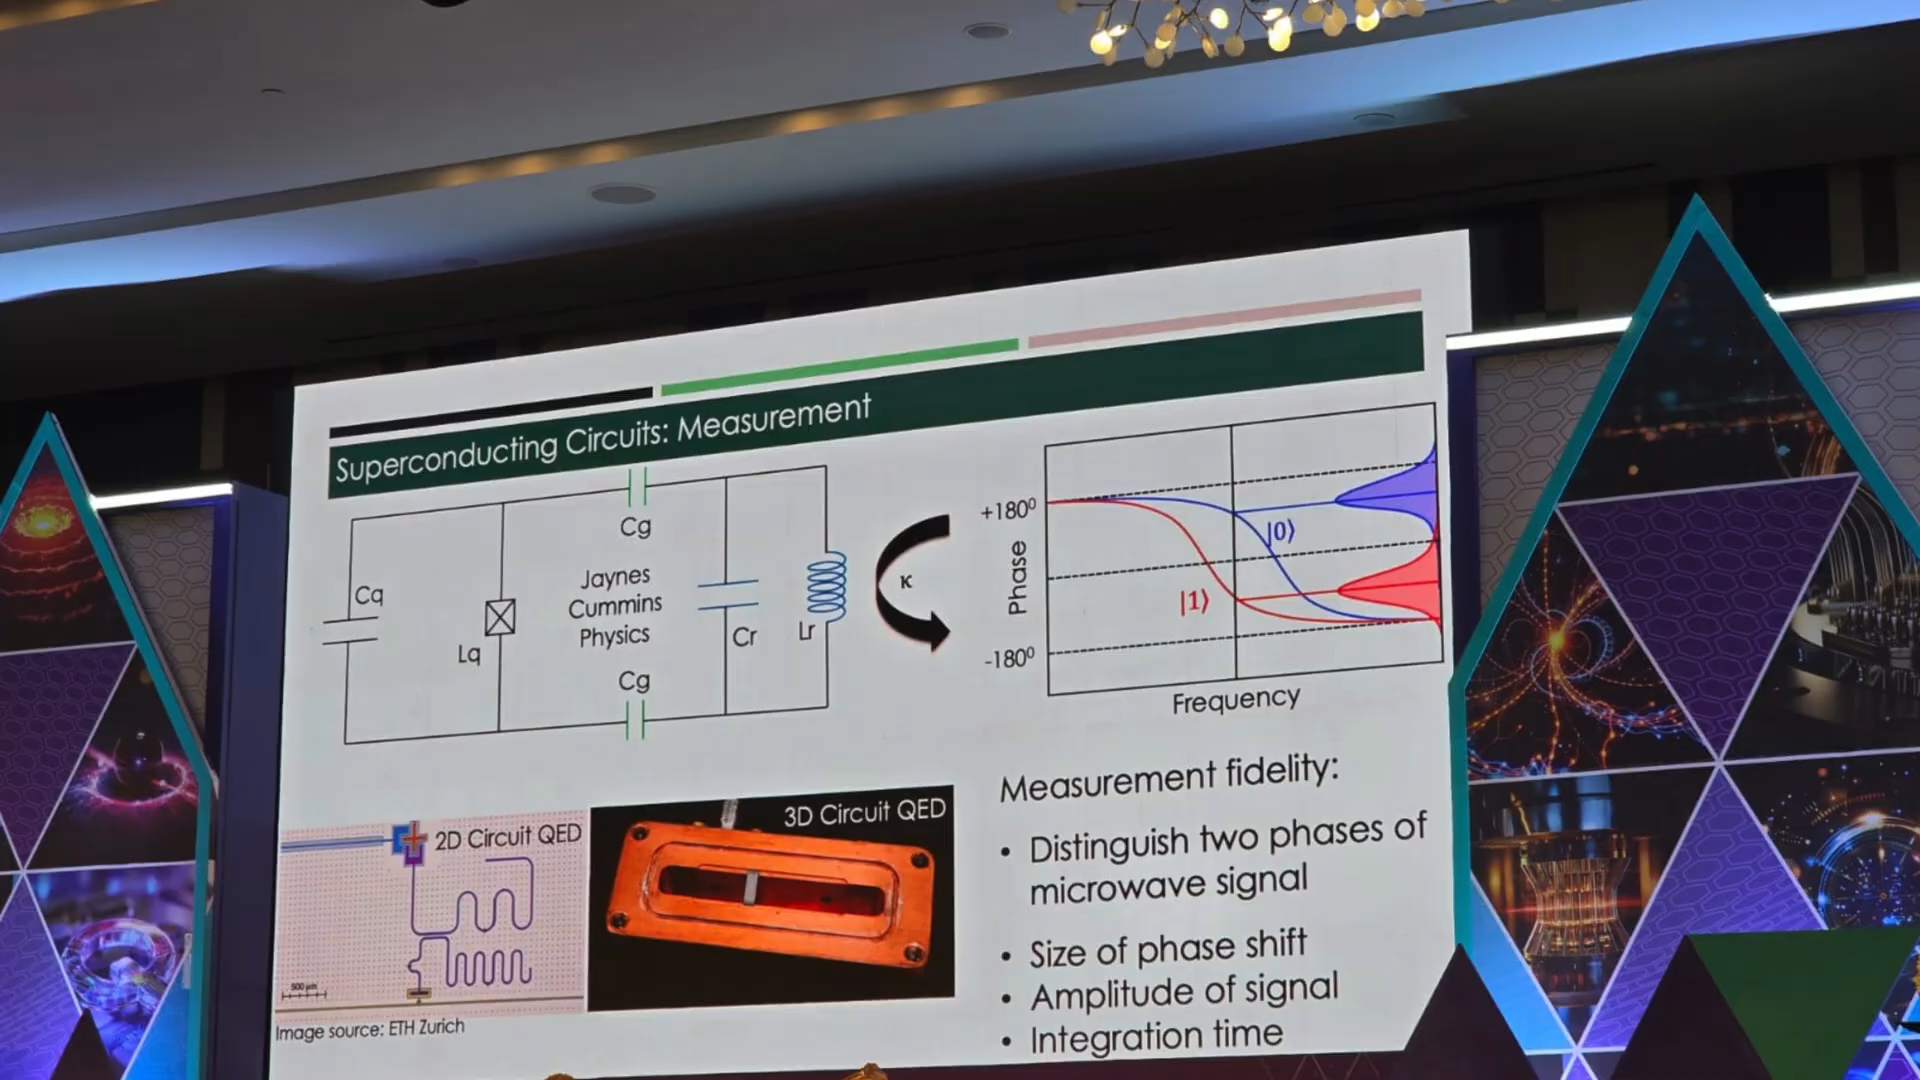 Superconducting Circuits: Measurement
Cg
Cq
Jaynes
Cummins
Physics
Lq
Cr
Lr
Cg
κ
+180⁰
Phase
-180⁰
|0⟩
|1⟩
Frequency
2D Circuit QED
500 μm
Image source: ETH Zurich
3D Circuit QED
Measurement fidelity:
• Distinguish two phases of
microwave signal
• Size of phase shift
• Amplitude of signal
• Integration time